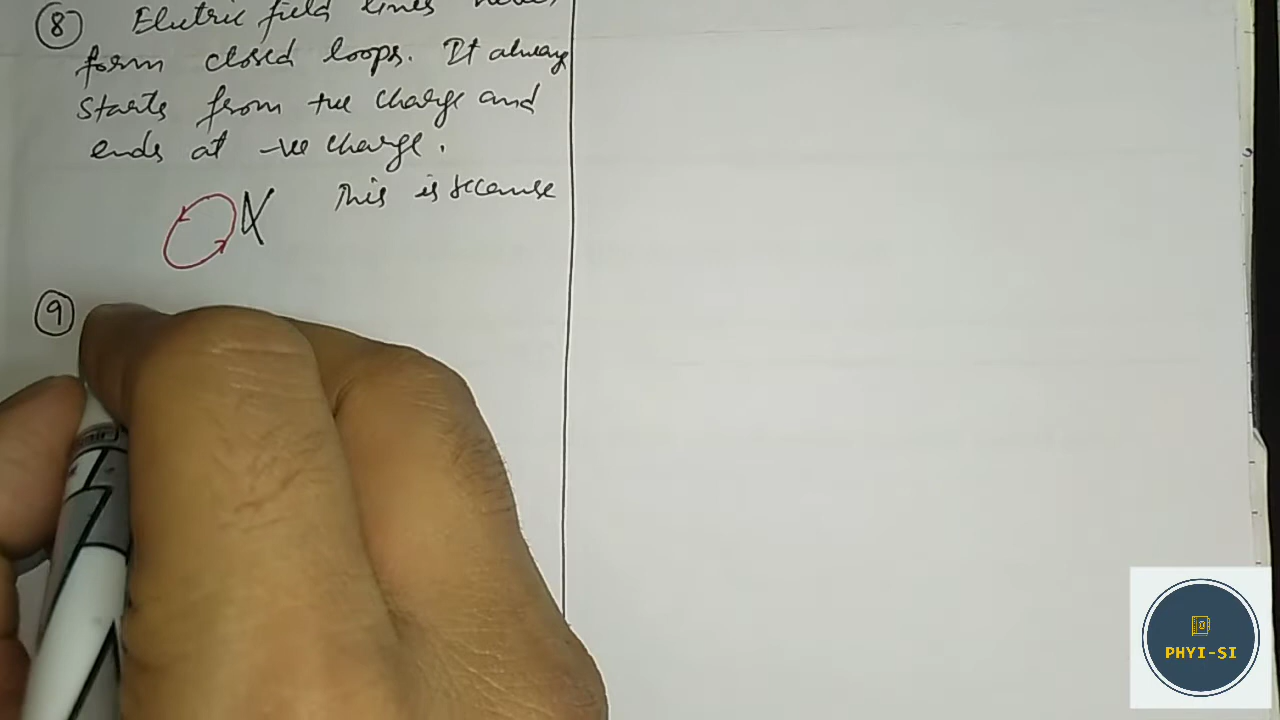 ⑧ Electric field lines never
form closed loops. It always
starts from +ve charge and
ends at -ve charge.
This is because
⑨
PHYI-SI